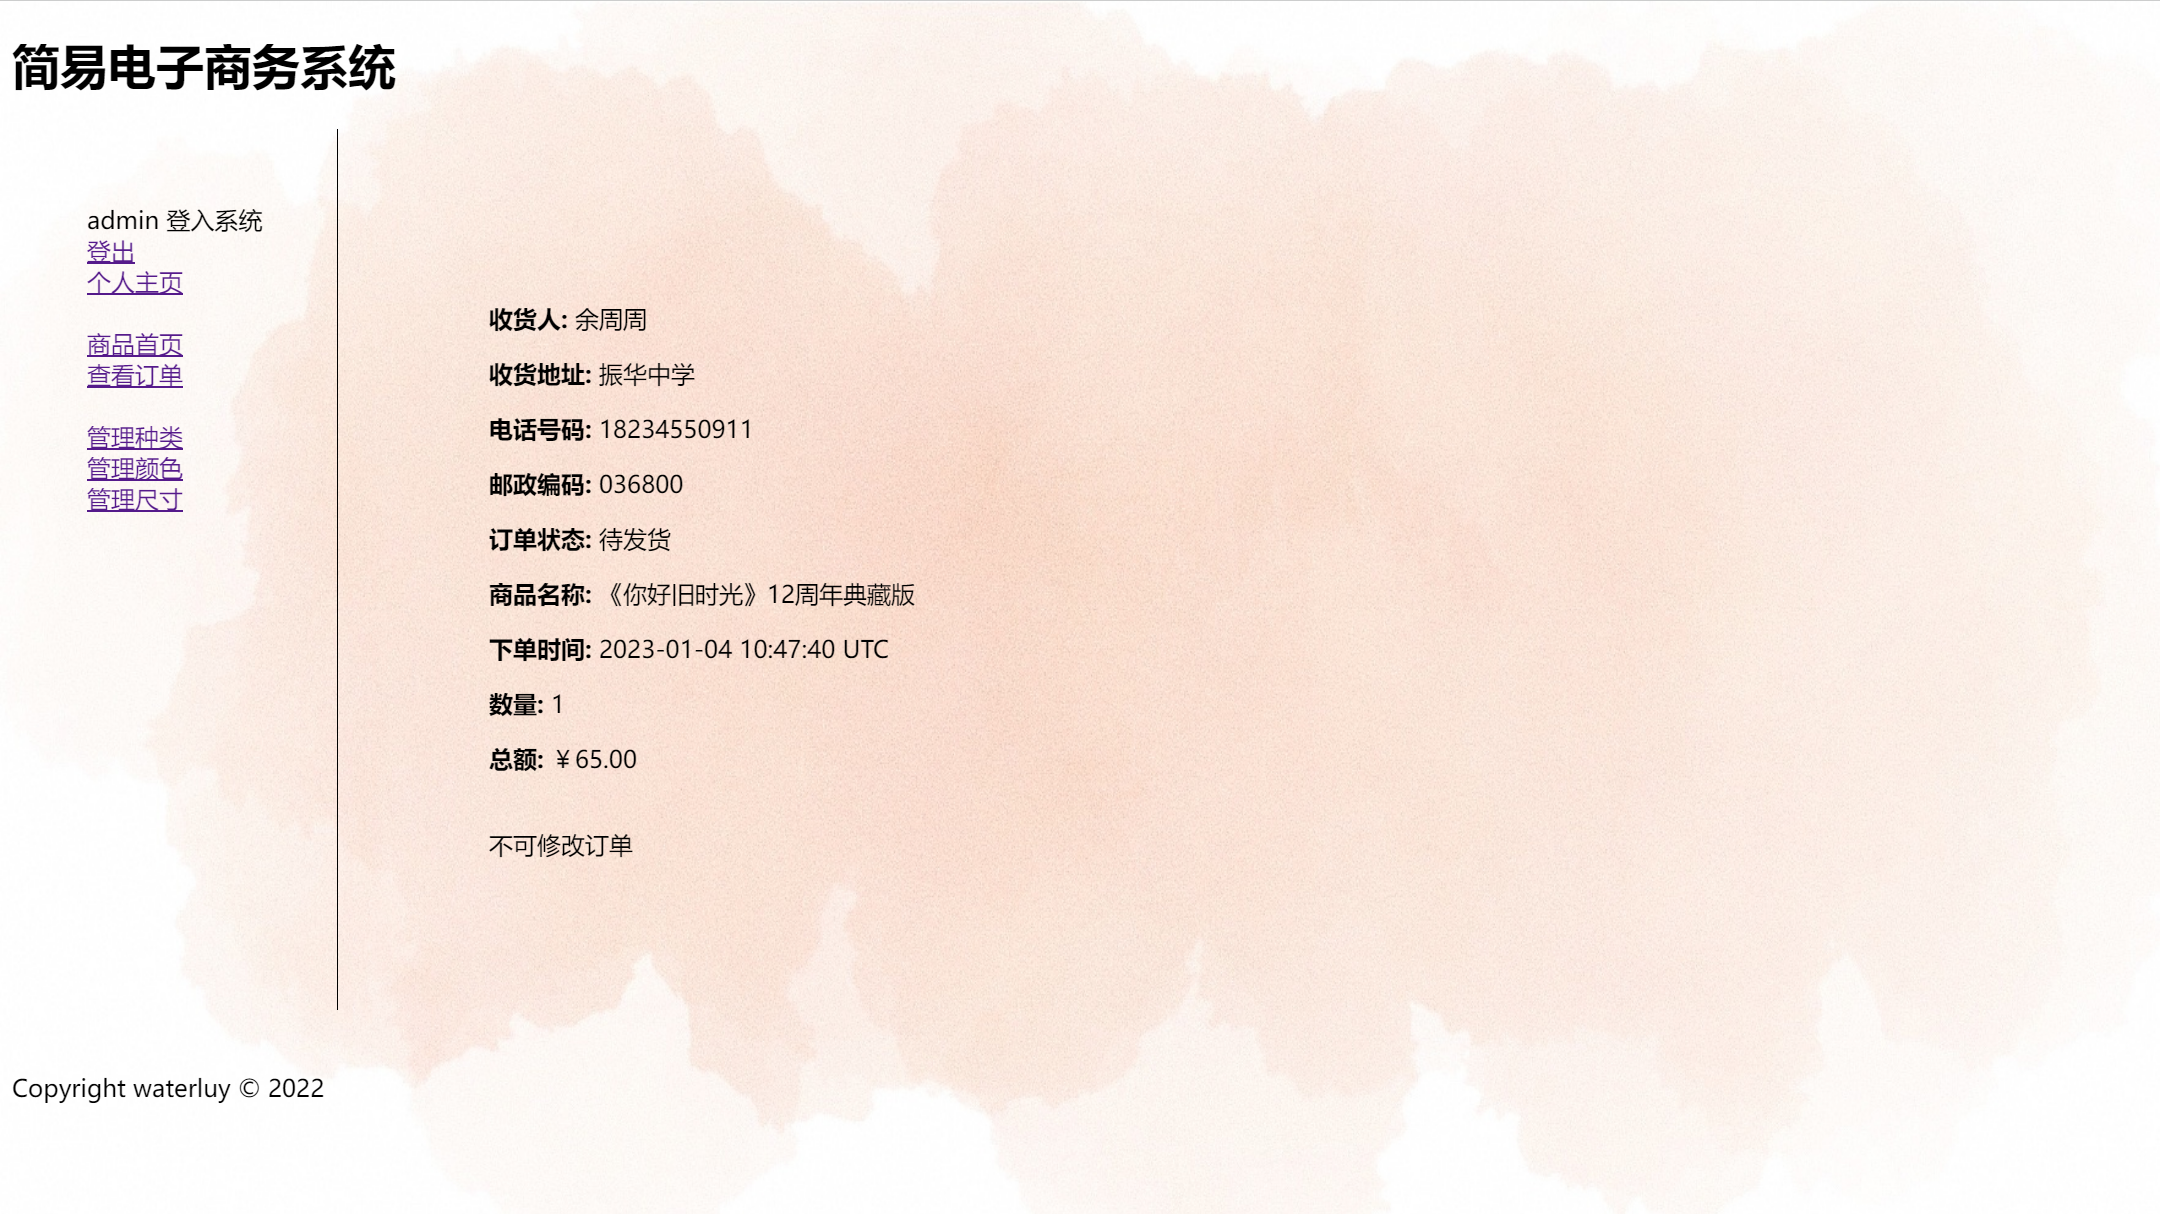 简易电子商务系统
admin 登入系统
登出
个人主页
商品首页
查看订单
管理种类
管理颜色
管理尺寸
收货人: 余周周
收货地址: 振华中学
电话号码: 18234550911
邮政编码: 036800
订单状态: 待发货
商品名称: 《你好旧时光》12周年典藏版
下单时间: 2023-01-04 10:47:40 UTC
数量: 1
总额: ￥65.00
不可修改订单
Copyright waterluy © 2022